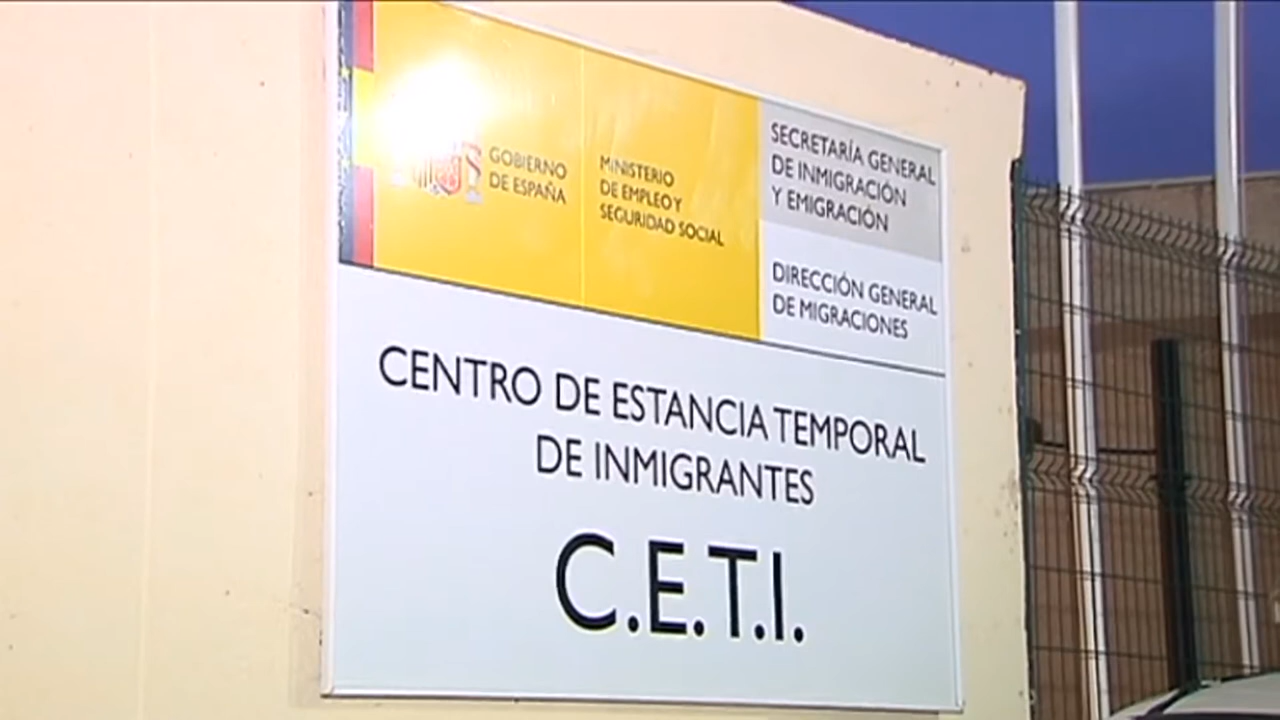 GOBIERNO
DE ESPAÑA
MINISTERIO
DE EMPLEO Y
SEGURIDAD SOCIAL
SECRETARÍA GENERAL
DE INMIGRACIÓN
Y EMIGRACIÓN
DIRECCIÓN GENERAL
DE MIGRACIONES
CENTRO DE ESTANCIA TEMPORAL
DE INMIGRANTES
C.E.T.I.